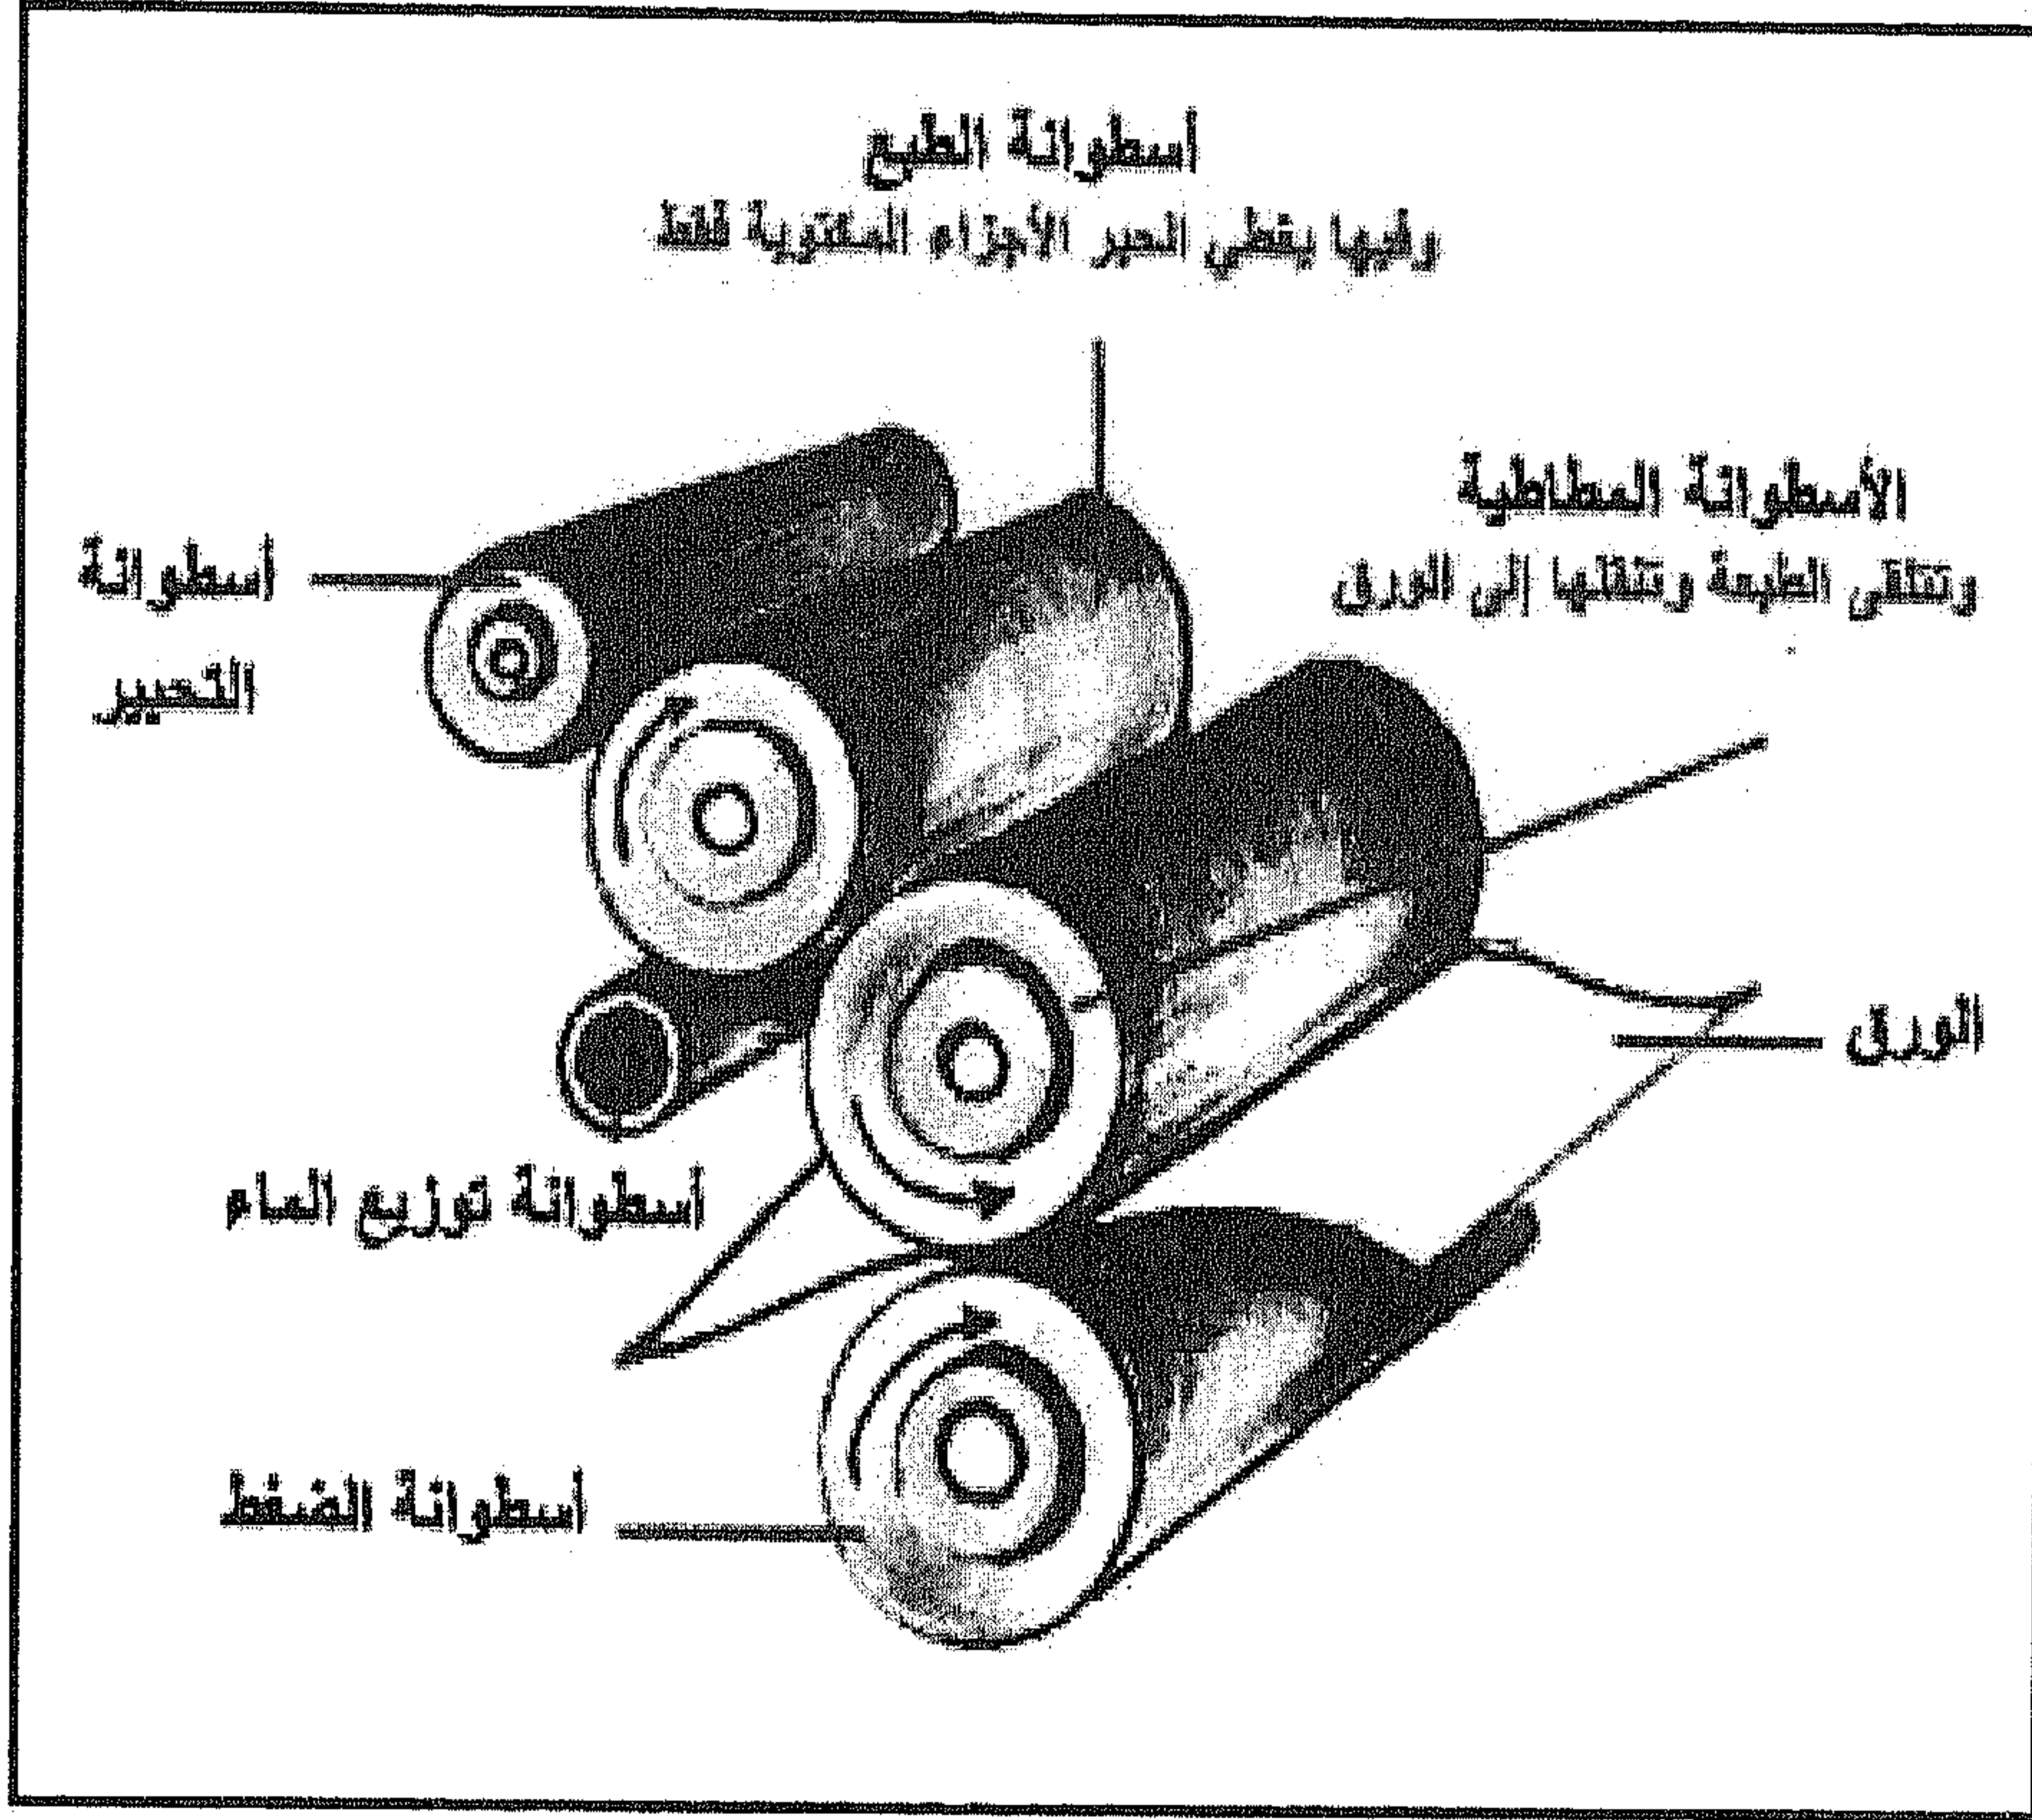 أسطوانة الطبع
وفيها يغطي الحبر الأجزاء المكتوبة فقط
الأسطوانة المطاطية
وتتلقى الطبعة وتنقلها إلى الورق
أسطوانة
التحبير
الورق
أسطوانة توزيع الماء
أسطوانة الضغط